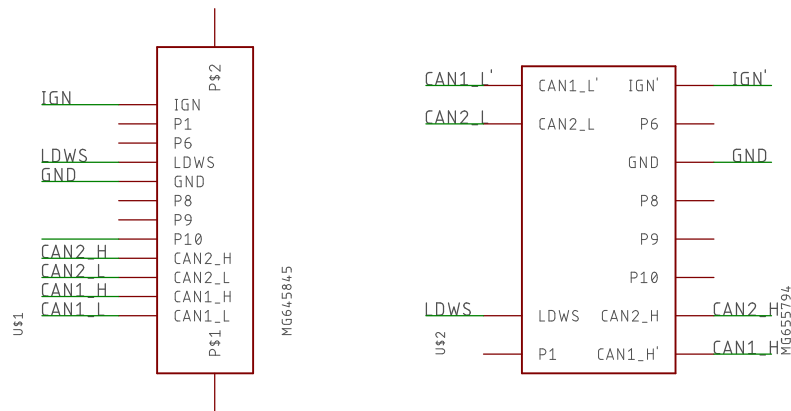 P$2
IGN IGN
P1
P6
LDWS LDWS
GND GND
P8
P9
P10
CAN2_H CAN2_H
CAN2_L CAN2_L
CAN1_H CAN1_H
CAN1_L CAN1_L
P$1
U$1
MG645845
CAN1_L' CAN1_L' IGN' IGN'
CAN2_L CAN2_L P6
GND GND
P8
P9
P10
LDWS LDWS CAN2_H CAN2_H
P1 CAN1_H' CAN1_H
U$2
MG655794